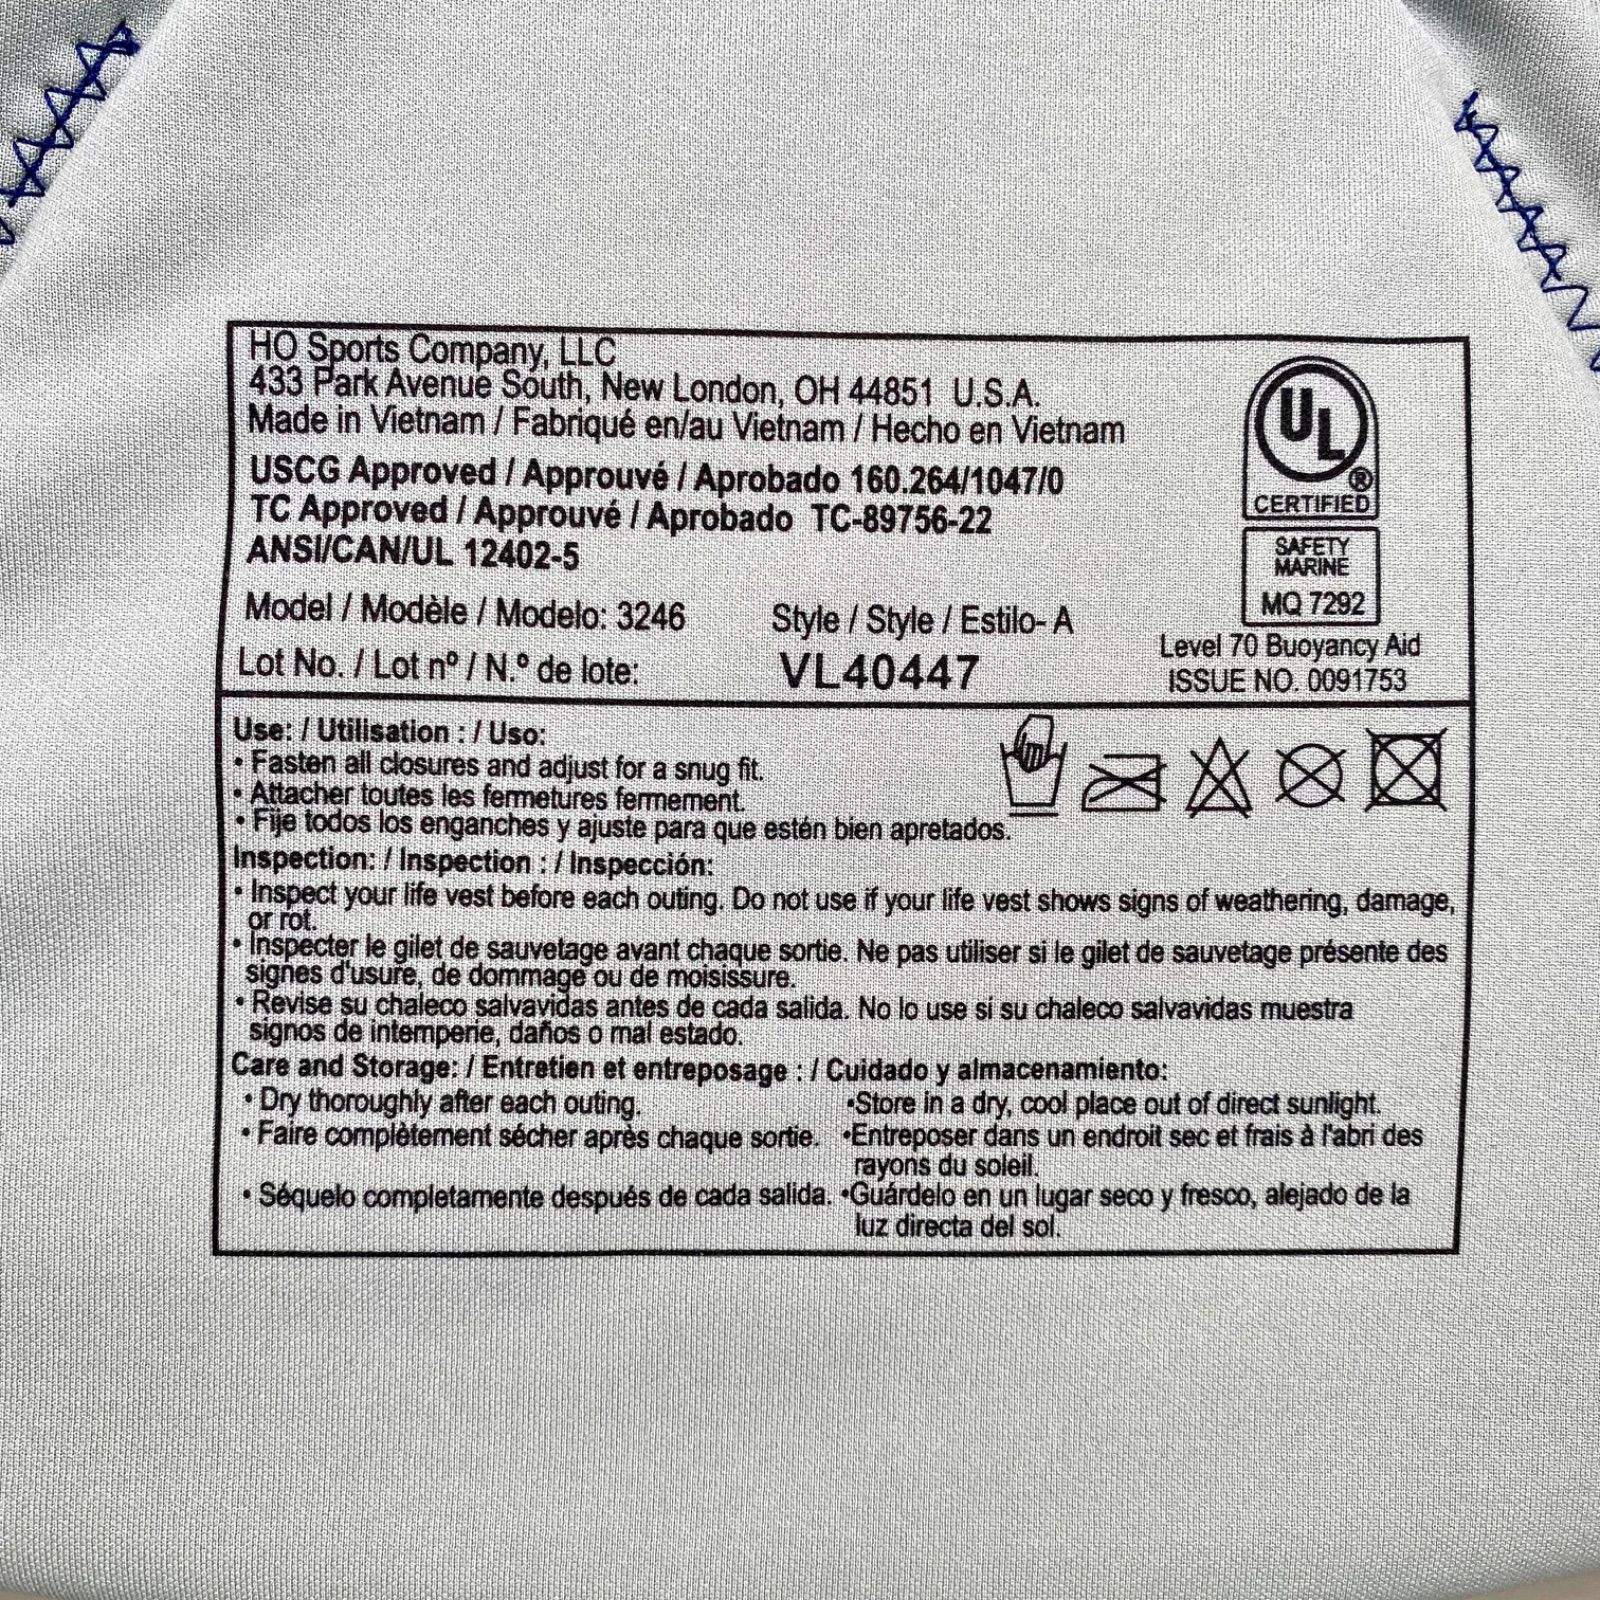 HO Sports Company, LLC
433 Park Avenue South, New London, OH 44851 U.S.A.
Made in Vietnam / Fabriqué en/au Vietnam / Hecho en Vietnam
USCG Approved / Approuvé / Aprobado 160.264/1047/0
TC Approved / Approuvé / Aprobado TC-89756-22
ANSI/CAN/UL 12402-5
Model / Modèle / Modelo: 3246 Style / Style / Estilo- A
Lot No. / Lot nº / N.º de lote: VL40447
UL®
CERTIFIED
SAFETY
MARINE
MQ 7292
Level 70 Buoyancy Aid
ISSUE NO. 0091753
Use: / Utilisation : / Uso:
• Fasten all closures and adjust for a snug fit.
• Attacher toutes les fermetures fermement.
• Fije todos los enganches y ajuste para que estén bien apretados.
Inspection: / Inspection : / Inspección:
• Inspect your life vest before each outing. Do not use if your life vest shows signs of weathering, damage,
or rot.
• Inspecter le gilet de sauvetage avant chaque sortie. Ne pas utiliser si le gilet de sauvetage présente des
signes d'usure, de dommage ou de moisissure.
• Revise su chaleco salvavidas antes de cada salida. No lo use si su chaleco salvavidas muestra
signos de intemperie, daños o mal estado.
Care and Storage: / Entretien et entreposage : / Cuidado y almacenamiento:
• Dry thoroughly after each outing.
• Faire complètement sécher après chaque sortie.
• Séquelo completamente después de cada salida.
•Store in a dry, cool place out of direct sunlight.
•Entreposer dans un endroit sec et frais à l'abri des
rayons du soleil.
•Guárdelo en un lugar seco y fresco, alejado de la
luz directa del sol.